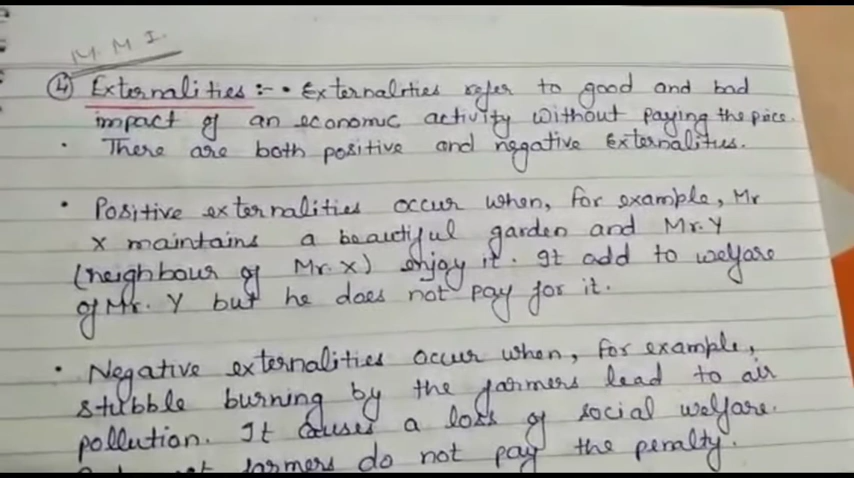 M. M I.
④ Externalities :- • Externalities refer to good and bad
impact of an economic activity without paying the price.
• There are both positive and negative Externalities.
• Positive externalities occur when, for example, Mr
X maintains a beautiful garden and Mr. Y
(neighbour of Mr. X) enjoy it. It add to welfare
of Mr. Y but he does not pay for it.
• Negative externalities occur when, for example,
stubble burning by the farmers lead to air
pollution. It causes a loss of social welfare.
farmers do not pay the penalty.